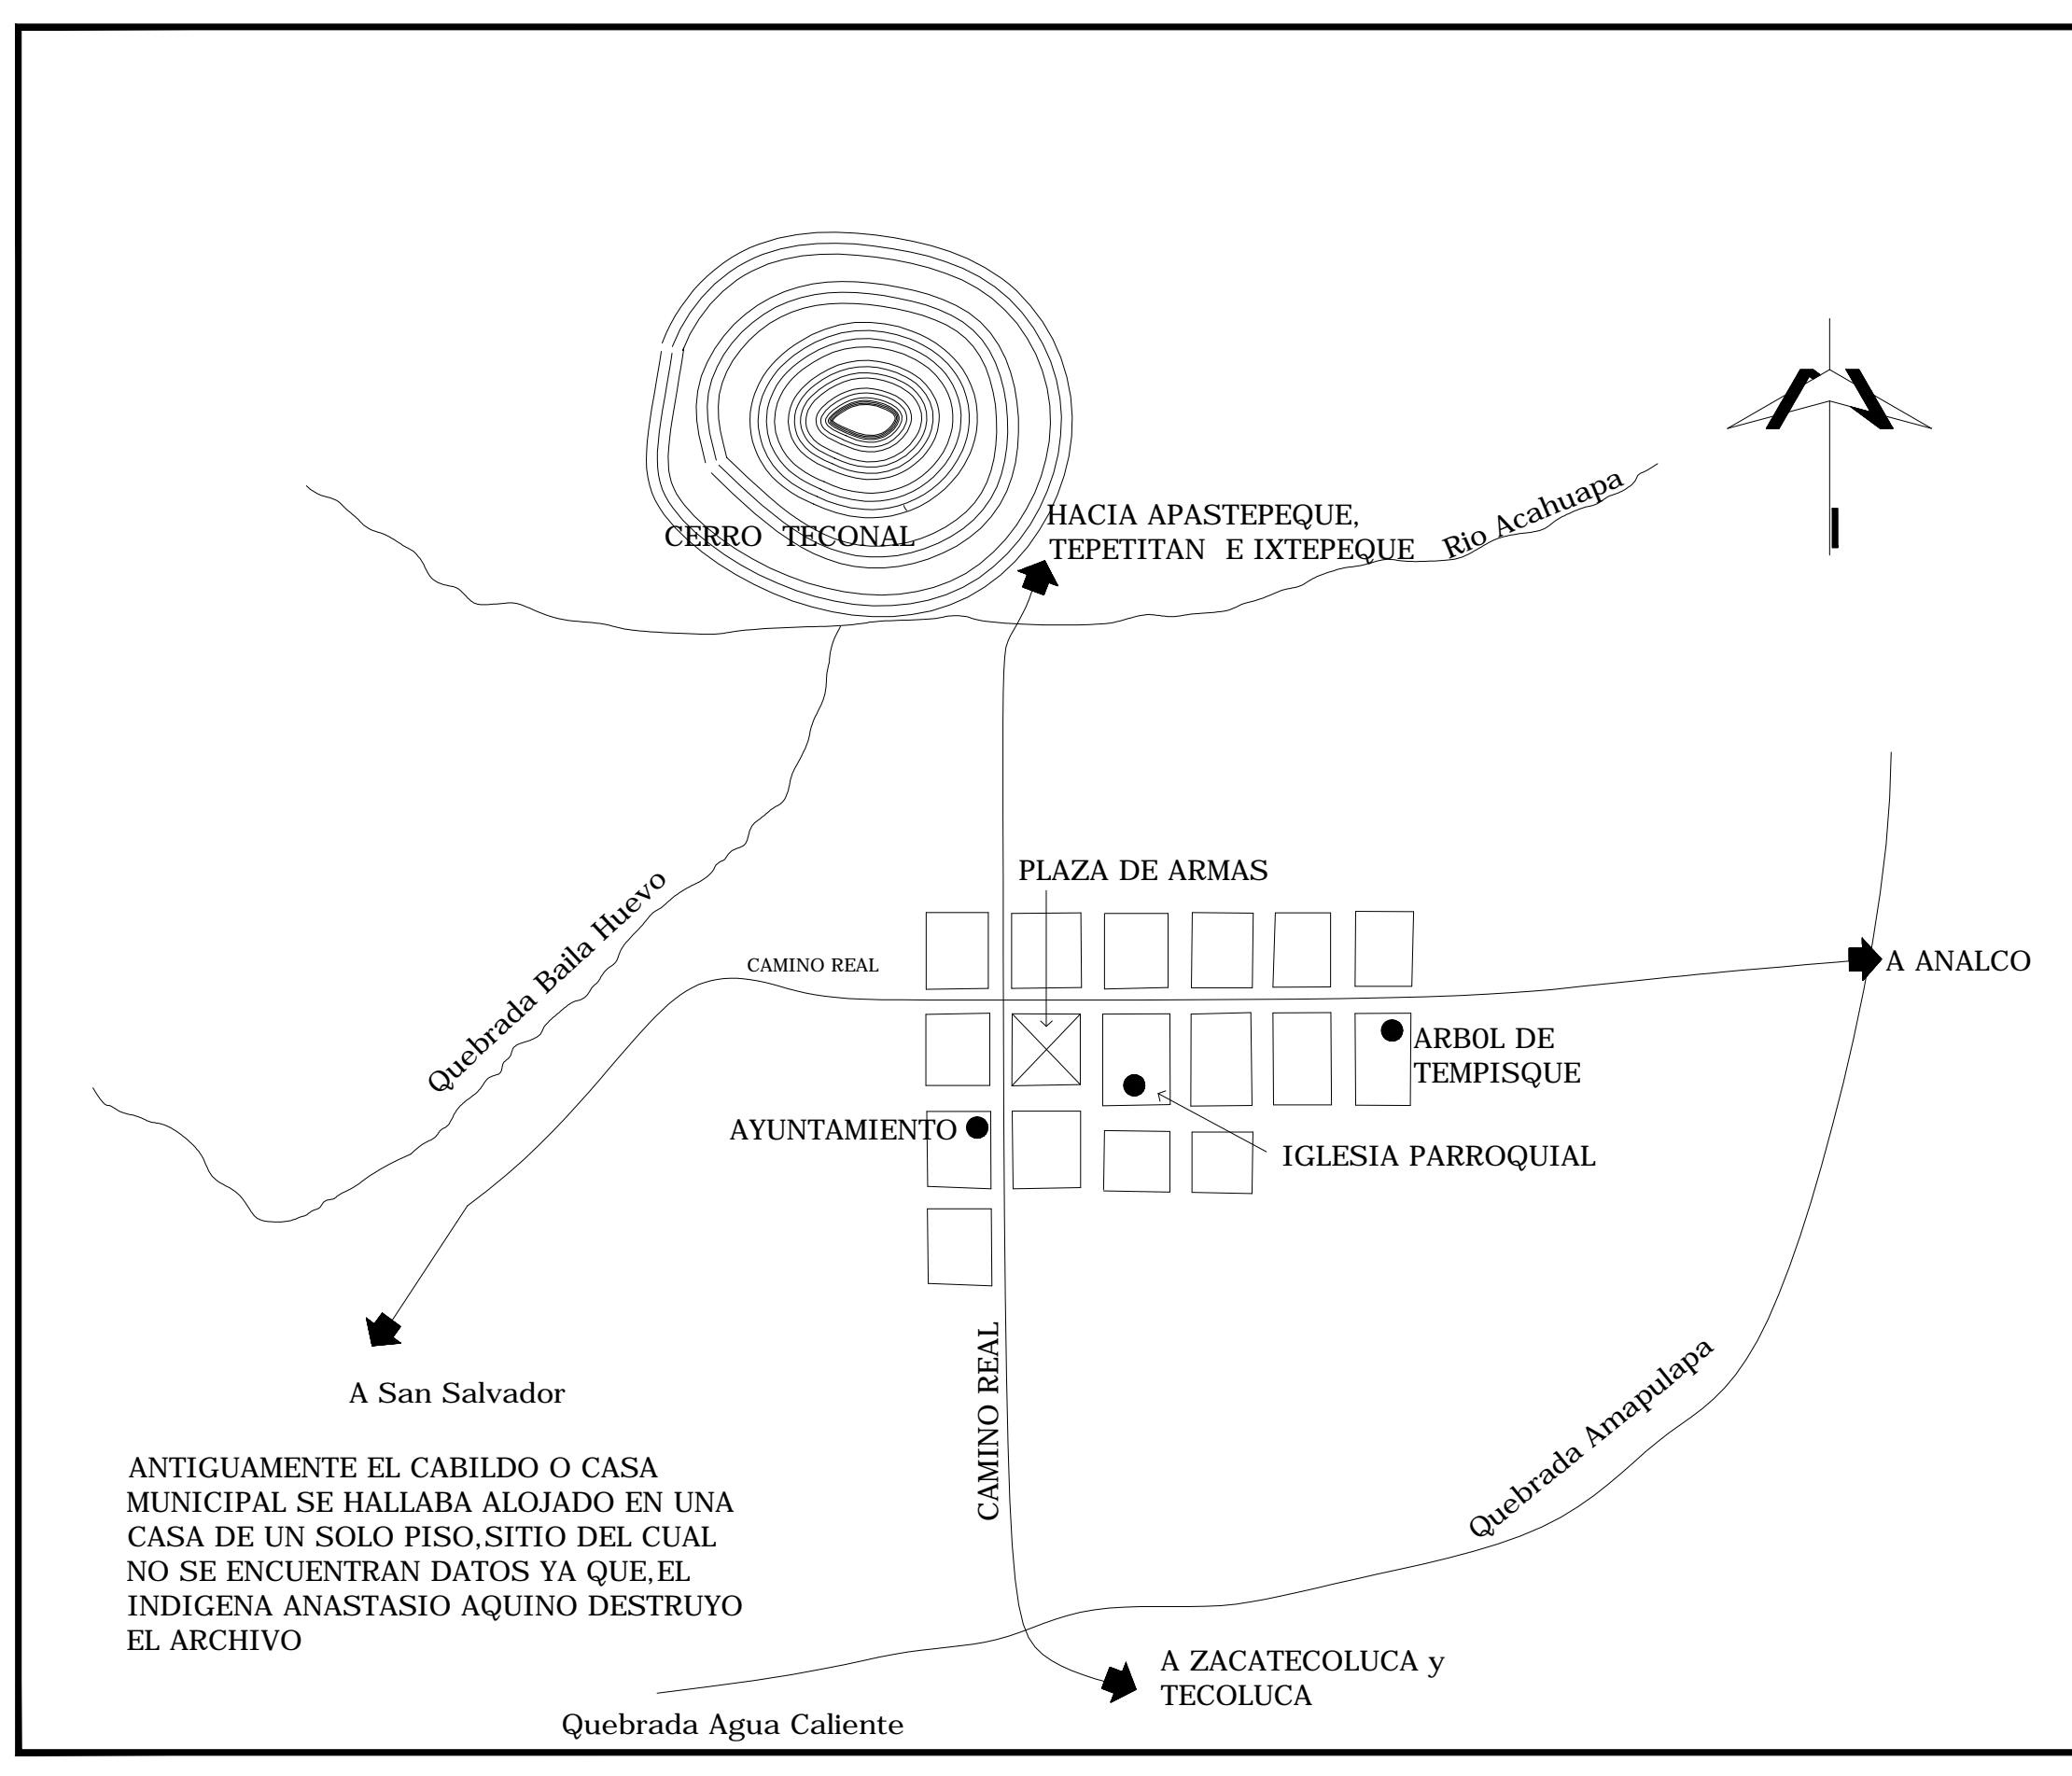 HACIA APASTEPEQUE,
TEPETITAN E IXTEPEQUE
Rio Acahuapa
CERRO TECONAL
PLAZA DE ARMAS
Quebrada Baila Huevo
CAMINO REAL
A ANALCO
ARBOL DE
TEMPISQUE
AYUNTAMIENTO
IGLESIA PARROQUIAL
A San Salvador
CAMINO REAL
Quebrada Amapulapa
ANTIGUAMENTE EL CABILDO O CASA
MUNICIPAL SE HALLABA ALOJADO EN UNA
CASA DE UN SOLO PISO,SITIO DEL CUAL
NO SE ENCUENTRAN DATOS YA QUE,EL
INDIGENA ANASTASIO AQUINO DESTRUYO
EL ARCHIVO
A ZACATECOLUCA y
TECOLUCA
Quebrada Agua Caliente